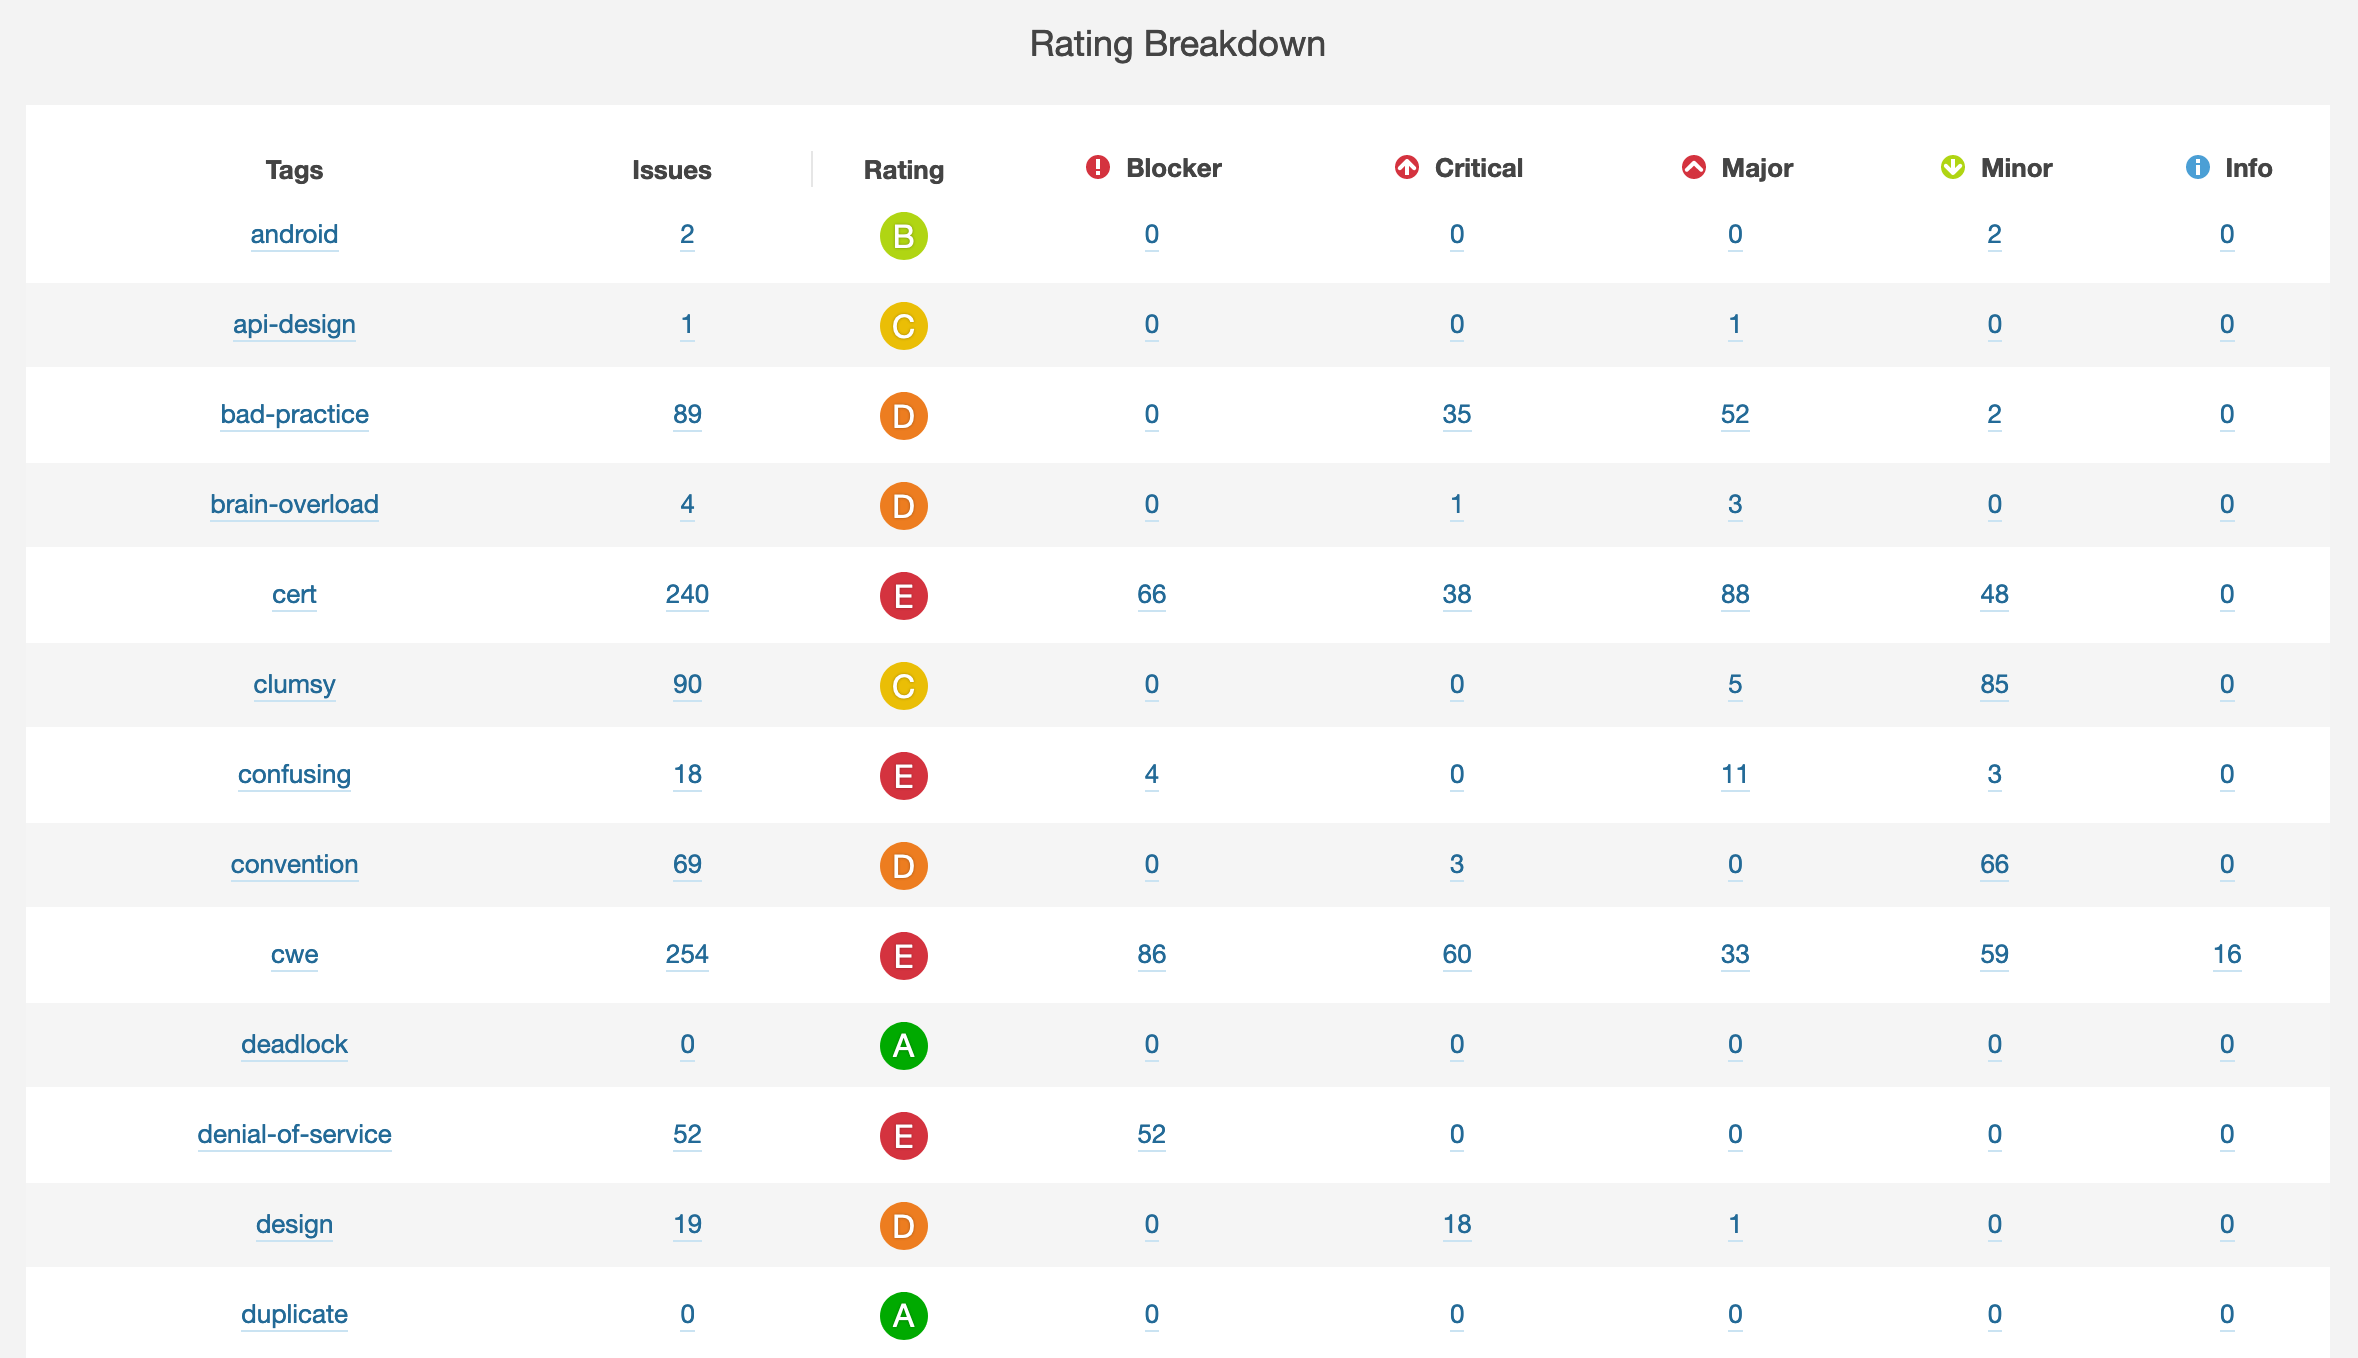 Rating Breakdown
Tags Issues Rating Blocker Critical Major Minor Info
android 2 B 0 0 0 2 0
api-design 1 C 0 0 1 0 0
bad-practice 89 D 0 35 52 2 0
brain-overload 4 D 0 1 3 0 0
cert 240 E 66 38 88 48 0
clumsy 90 C 0 0 5 85 0
confusing 18 E 4 0 11 3 0
convention 69 D 0 3 0 66 0
cwe 254 E 86 60 33 59 16
deadlock 0 A 0 0 0 0 0
denial-of-service 52 E 52 0 0 0 0
design 19 D 0 18 1 0 0
duplicate 0 A 0 0 0 0 0